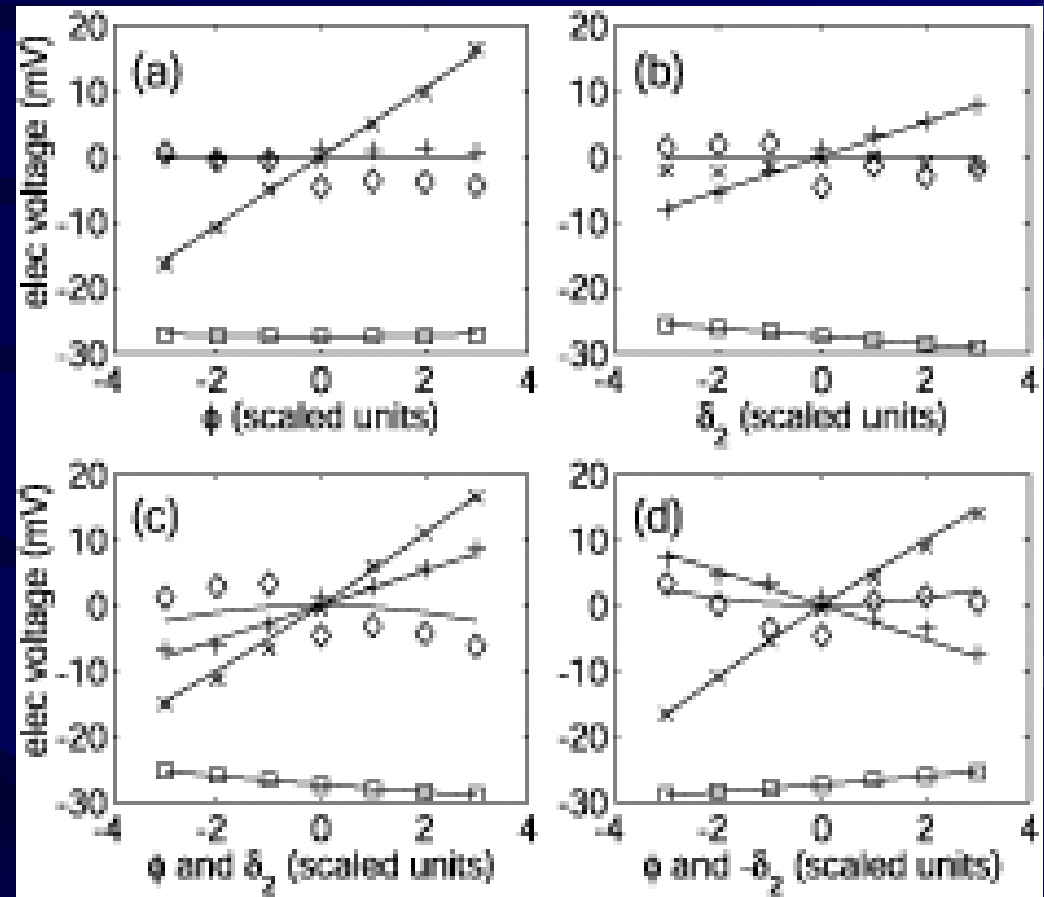 20
10
0
-10
-20
-30
elec voltage (mV)
(a)
-4 -2 0 2 4
ϕ (scaled units)
20
10
0
-10
-20
-30
(b)
-4 -2 0 2 4
δ₂ (scaled units)
20
10
0
-10
-20
-30
elec voltage (mV)
(c)
-4 -2 0 2 4
ϕ and δ₂ (scaled units)
20
10
0
-10
-20
-30
(d)
-4 -2 0 2 4
ϕ and -δ₂ (scaled units)